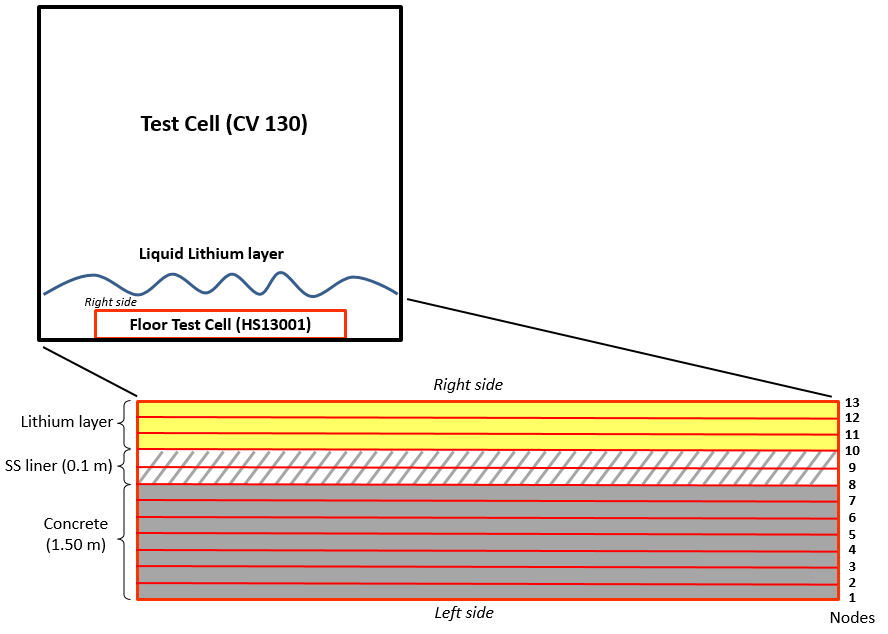 Test Cell (CV 130)
Liquid Lithium layer
Right side
Floor Test Cell (HS13001)
Right side
Lithium layer
SS liner (0.1 m)
Concrete
(1.50 m)
13
12
11
10
9
8
7
6
5
4
3
2
1
Left side
Nodes